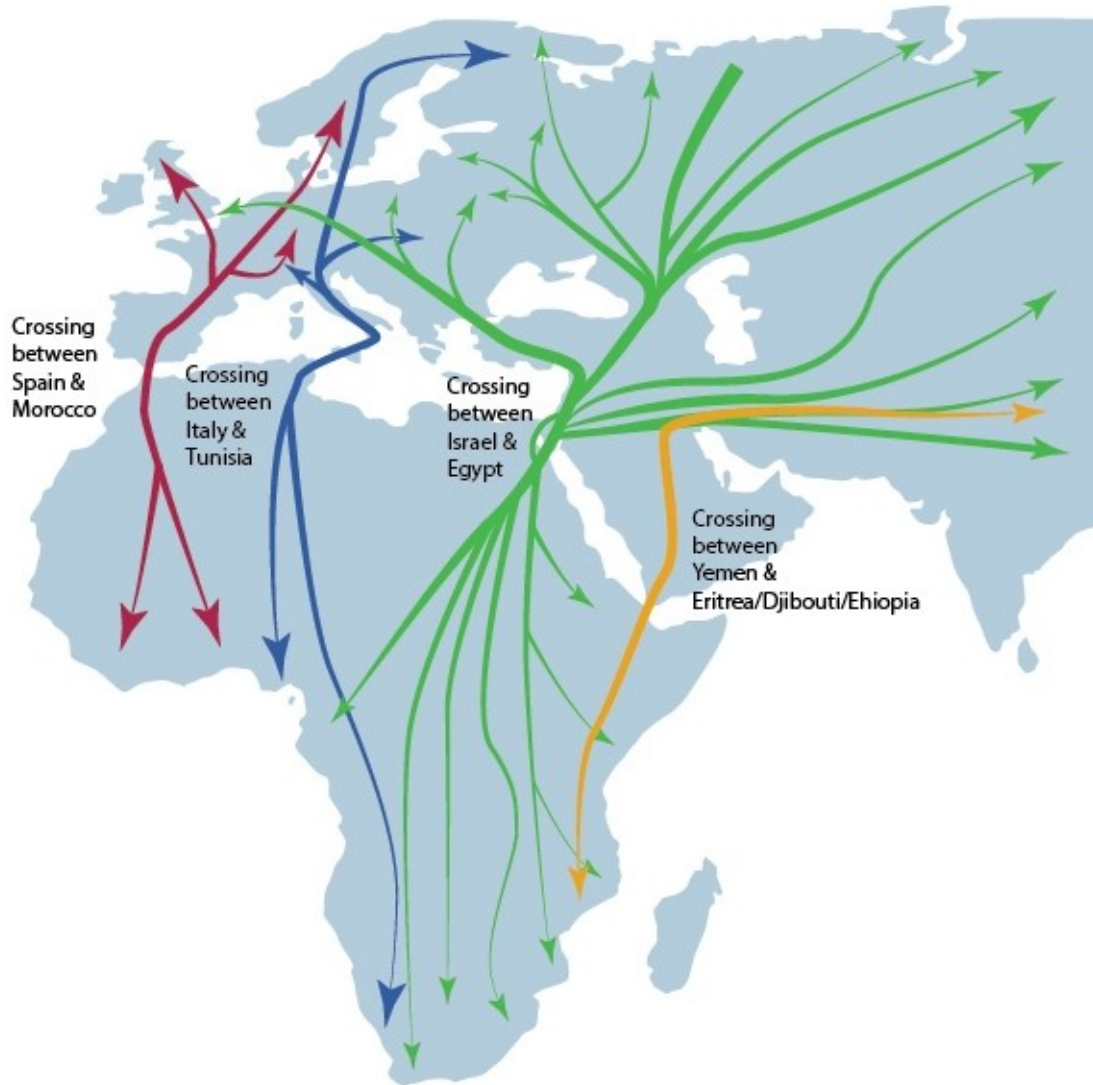 Crossing
between
Spain &
Morocco
Crossing
between
Italy &
Tunisia
Crossing
between
Israel &
Egypt
Crossing
between
Yemen &
Eritrea/Djibouti/Ehiopia